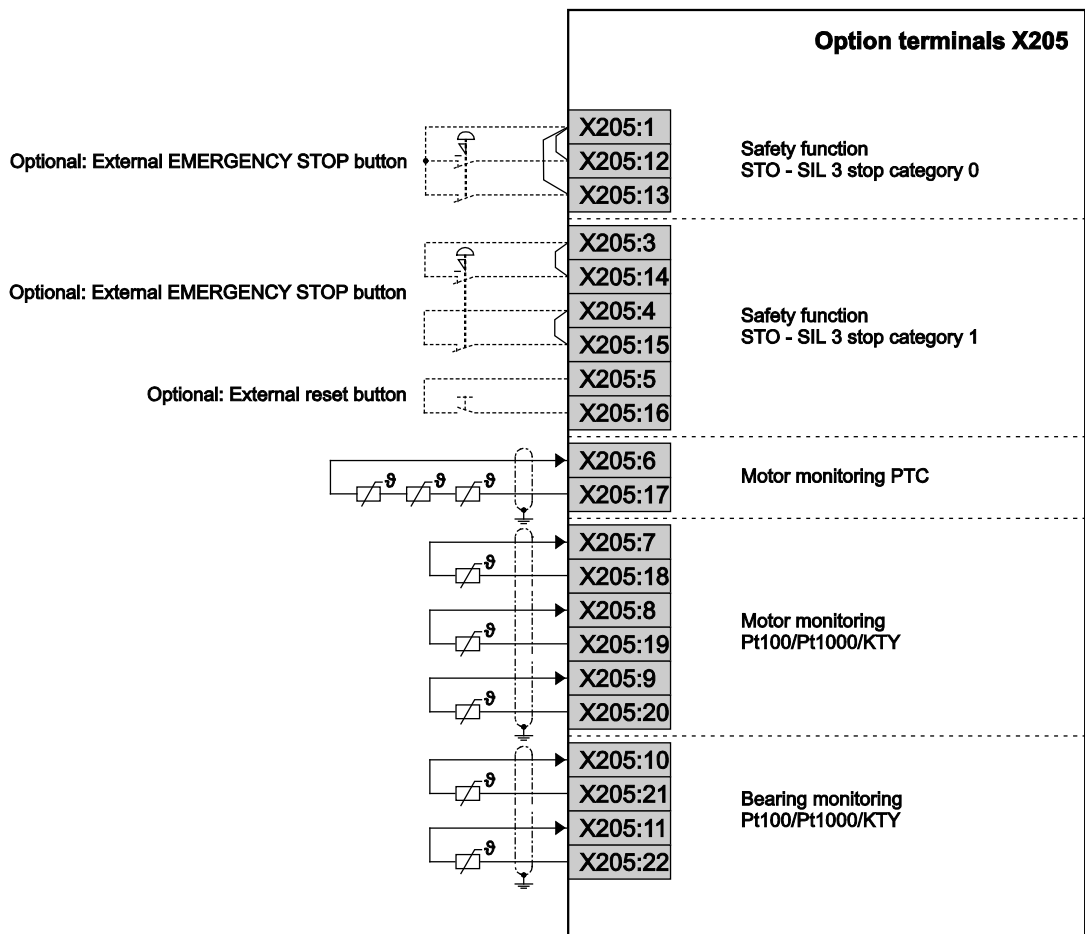 Option terminals X205
Optional: External EMERGENCY STOP button
X205:1
X205:12
X205:13
Safety function
STO - SIL 3 stop category 0
Optional: External EMERGENCY STOP button
X205:3
X205:14
X205:4
X205:15
Safety function
STO - SIL 3 stop category 1
Optional: External reset button
X205:5
X205:16
X205:6
X205:17
ϑ ϑ ϑ
Motor monitoring PTC
X205:7
X205:18
ϑ
X205:8
X205:19
ϑ
X205:9
X205:20
ϑ
Motor monitoring
Pt100/Pt1000/KTY
X205:10
X205:21
ϑ
X205:11
X205:22
ϑ
Bearing monitoring
Pt100/Pt1000/KTY